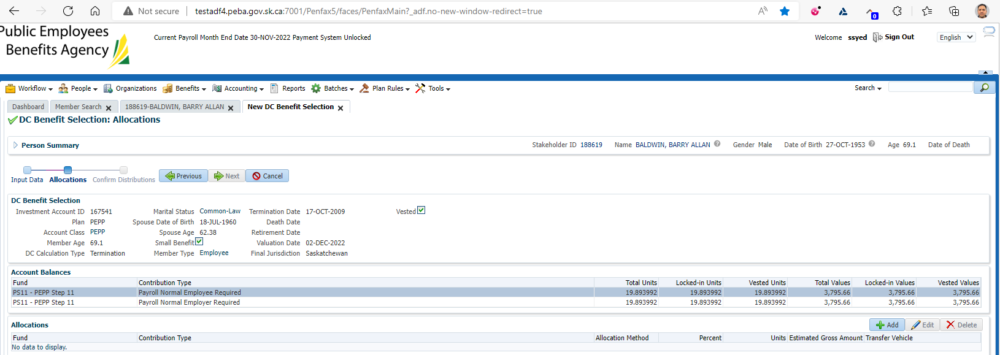 Not secure testadf4.peba.gov.sk.ca:7001/Penfax5/faces/PenfaxMain?_adf.no-new-window-redirect=true
0
Public Employees
Benefits Agency
Current Payroll Month End Date 30-NOV-2022 Payment System Unlocked
Welcome ssyed Sign Out English
Workflow People Organizations Benefits Accounting Reports Batches Plan Rules Tools Search
Dashboard Member Search 188619-BALDWIN, BARRY ALLAN New DC Benefit Selection
DC Benefit Selection: Allocations
Person Summary Stakeholder ID 188619 Name BALDWIN, BARRY ALLAN Gender Male Date of Birth 27-OCT-1953 Age 69.1 Date of Death
Input Data Allocations Confirm Distributions Previous Next Cancel
DC Benefit Selection
Investment Account ID 167541 Marital Status Common-Law Termination Date 17-OCT-2009 Vested
Plan PEPP Spouse Date of Birth 18-JUL-1960 Death Date
Account Class PEPP Spouse Age 62.38 Retirement Date
Member Age 69.1 Small Benefit Valuation Date 02-DEC-2022
DC Calculation Type Termination Member Type Employee Final Jurisdiction Saskatchewan
Account Balances
Fund Contribution Type Total Units Locked-in Units Vested Units Total Values Locked-in Values Vested Values
PS11 - PEPP Step 11 Payroll Normal Employee Required 19.893992 19.893992 19.893992 3,795.66 3,795.66 3,795.66
PS11 - PEPP Step 11 Payroll Normal Employer Required 19.893992 19.893992 19.893992 3,795.66 3,795.66 3,795.66
Allocations Add Edit Delete
Fund Contribution Type Allocation Method Percent Units Estimated Gross Amount Transfer Vehicle
No data to display.